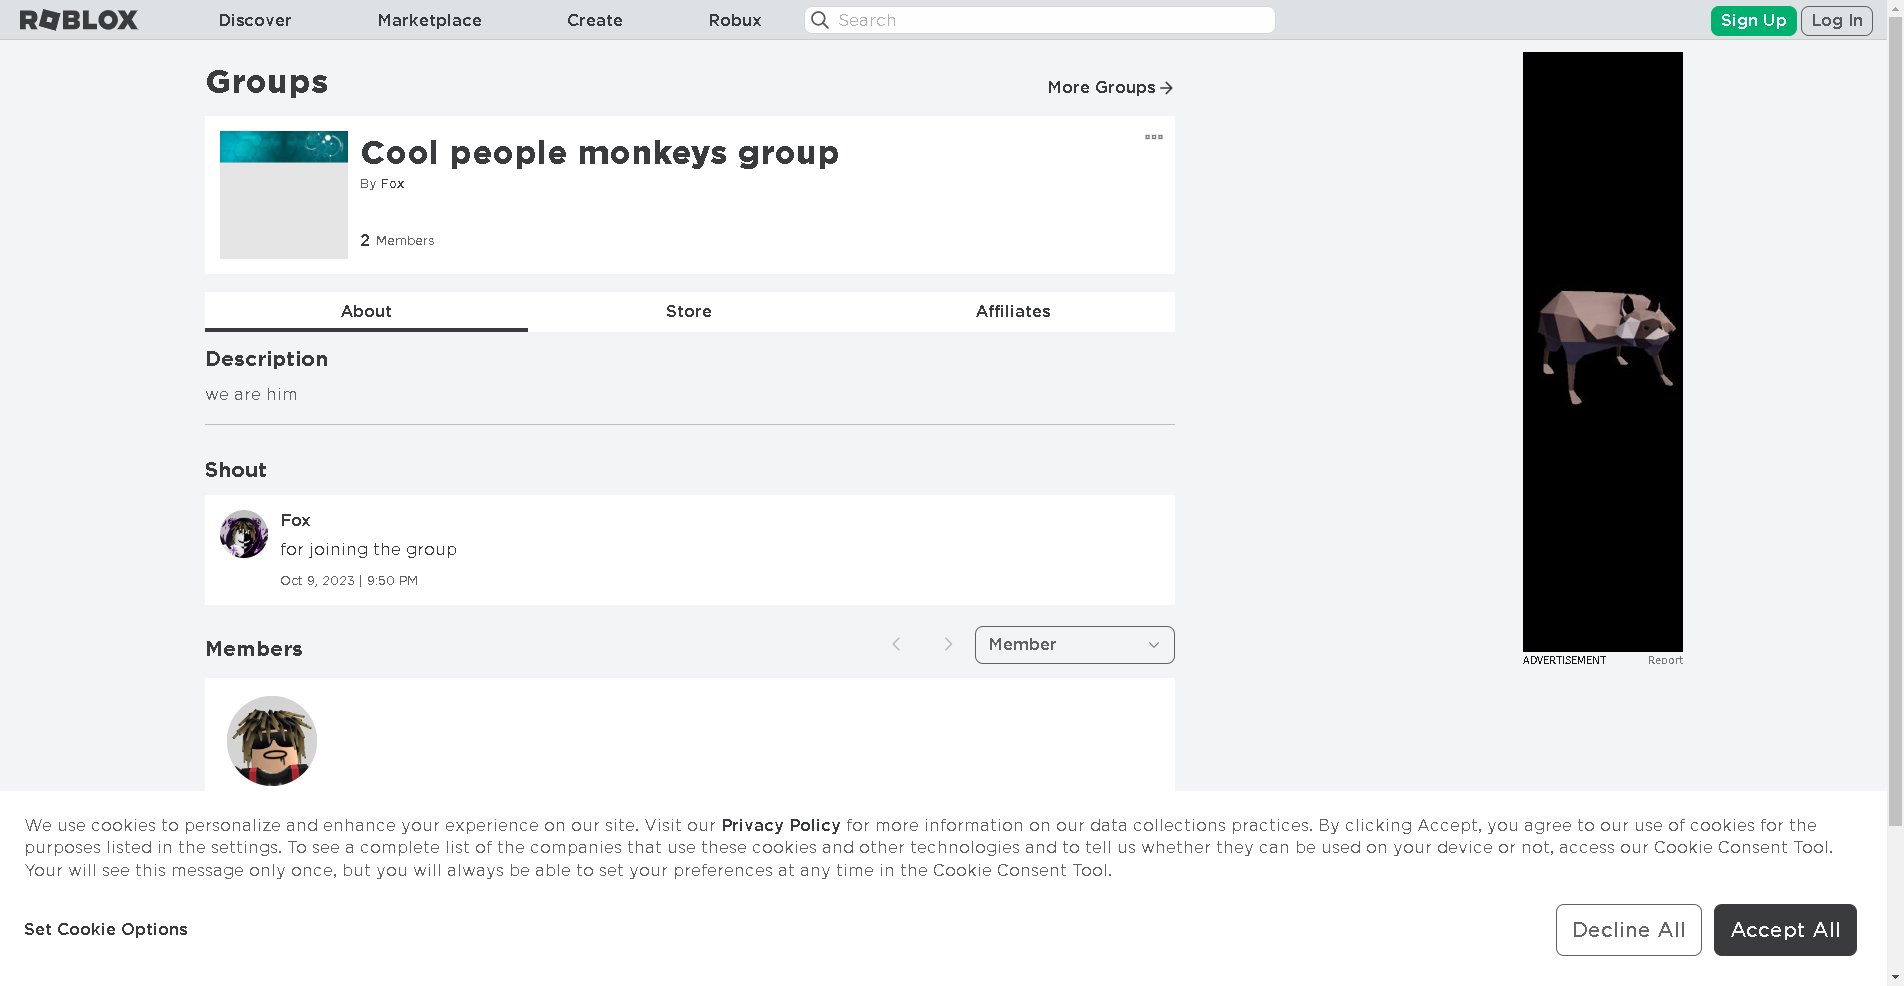 ROBLOX Discover Marketplace Create Robux Search Sign Up Log In
Groups More Groups
Cool people monkeys group
By Fox
2 Members
About Store Affiliates
Description
we are him
Shout
Fox
for joining the group
Oct 9, 2023 | 9:50 PM
Members Member
ADVERTISEMENT Report
We use cookies to personalize and enhance your experience on our site. Visit our Privacy Policy for more information on our data collections practices. By clicking Accept, you agree to our use of cookies for the
purposes listed in the settings. To see a complete list of the companies that use these cookies and other technologies and to tell us whether they can be used on your device or not, access our Cookie Consent Tool.
Your will see this message only once, but you will always be able to set your preferences at any time in the Cookie Consent Tool.
Set Cookie Options Decline All Accept All